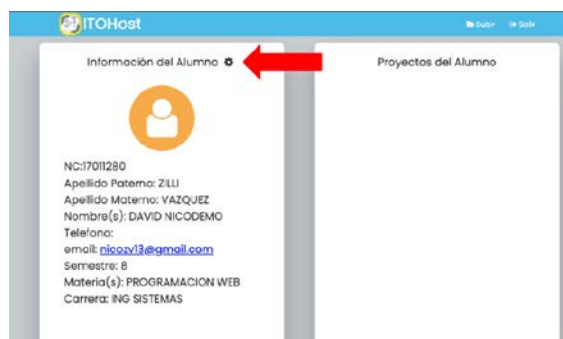 ITOHost
Subir Salir
Información del Alumno
NC:17011280
Apellido Paterno: ZILLI
Apellido Materno: VAZQUEZ
Nombre(s): DAVID NICODEMO
Telefono:
email: nicozv13@gmail.com
Semestre: 8
Materia(s): PROGRAMACION WEB
Carrera: ING SISTEMAS
Proyectos del Alumno